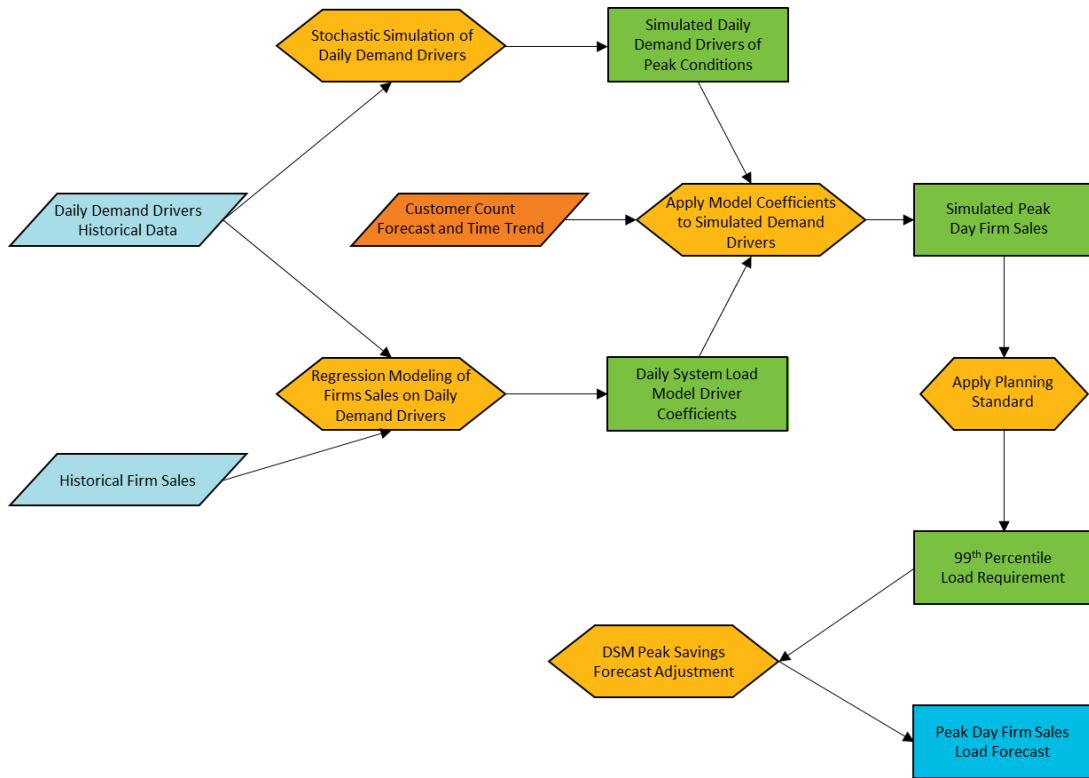 Stochastic Simulation of
Daily Demand Drivers
Simulated Daily
Demand Drivers of
Peak Conditions
Daily Demand Drivers
Historical Data
Customer Count
Forecast and Time Trend
Apply Model Coefficients
to Simulated Demand
Drivers
Simulated Peak
Day Firm Sales
Regression Modeling of
Firms Sales on Daily
Demand Drivers
Daily System Load
Model Driver
Coefficients
Apply Planning
Standard
Historical Firm Sales
99th Percentile
Load Requirement
DSM Peak Savings
Forecast Adjustment
Peak Day Firm Sales
Load Forecast